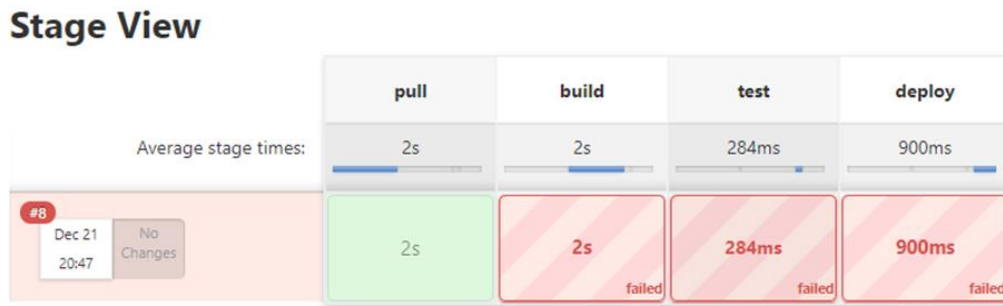 Stage View
pull build test deploy
Average stage times: 2s 2s 284ms 900ms
#8
Dec 21
20:47
No
Changes
2s
2s
failed
284ms
failed
900ms
failed